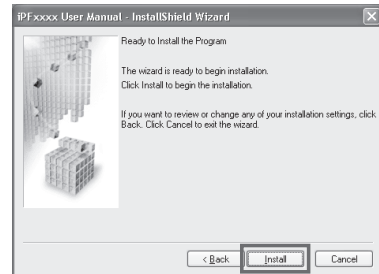 iPFxxxx User Manual - InstallShield Wizard
Ready to Install the Program
The wizard is ready to begin installation.
Click Install to begin the installation.
If you want to review or change any of your installation settings, click
Back. Click Cancel to exit the wizard.
< Back
Install
Cancel